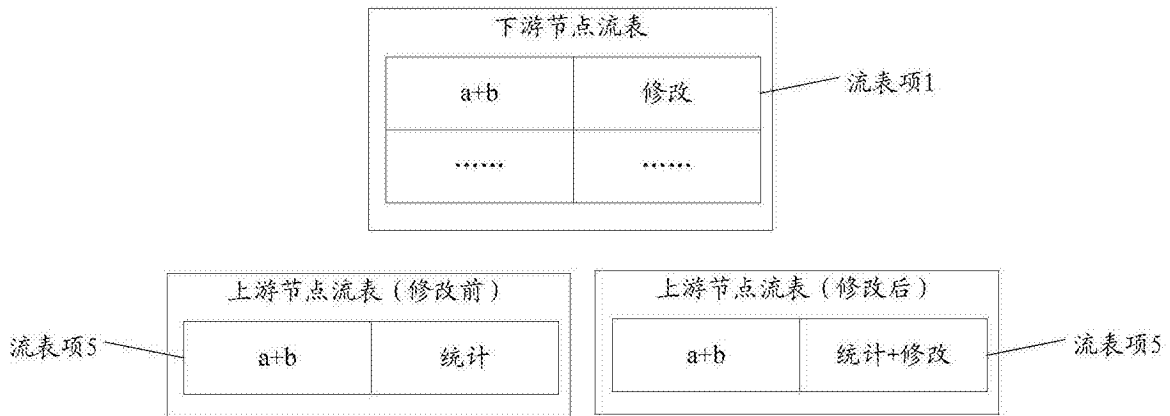 下游节点流表
a+b 修改 流表项1
…… ……
上游节点流表（修改前） 上游节点流表（修改后）
流表项5 a+b 统计 a+b 统计+修改 流表项5